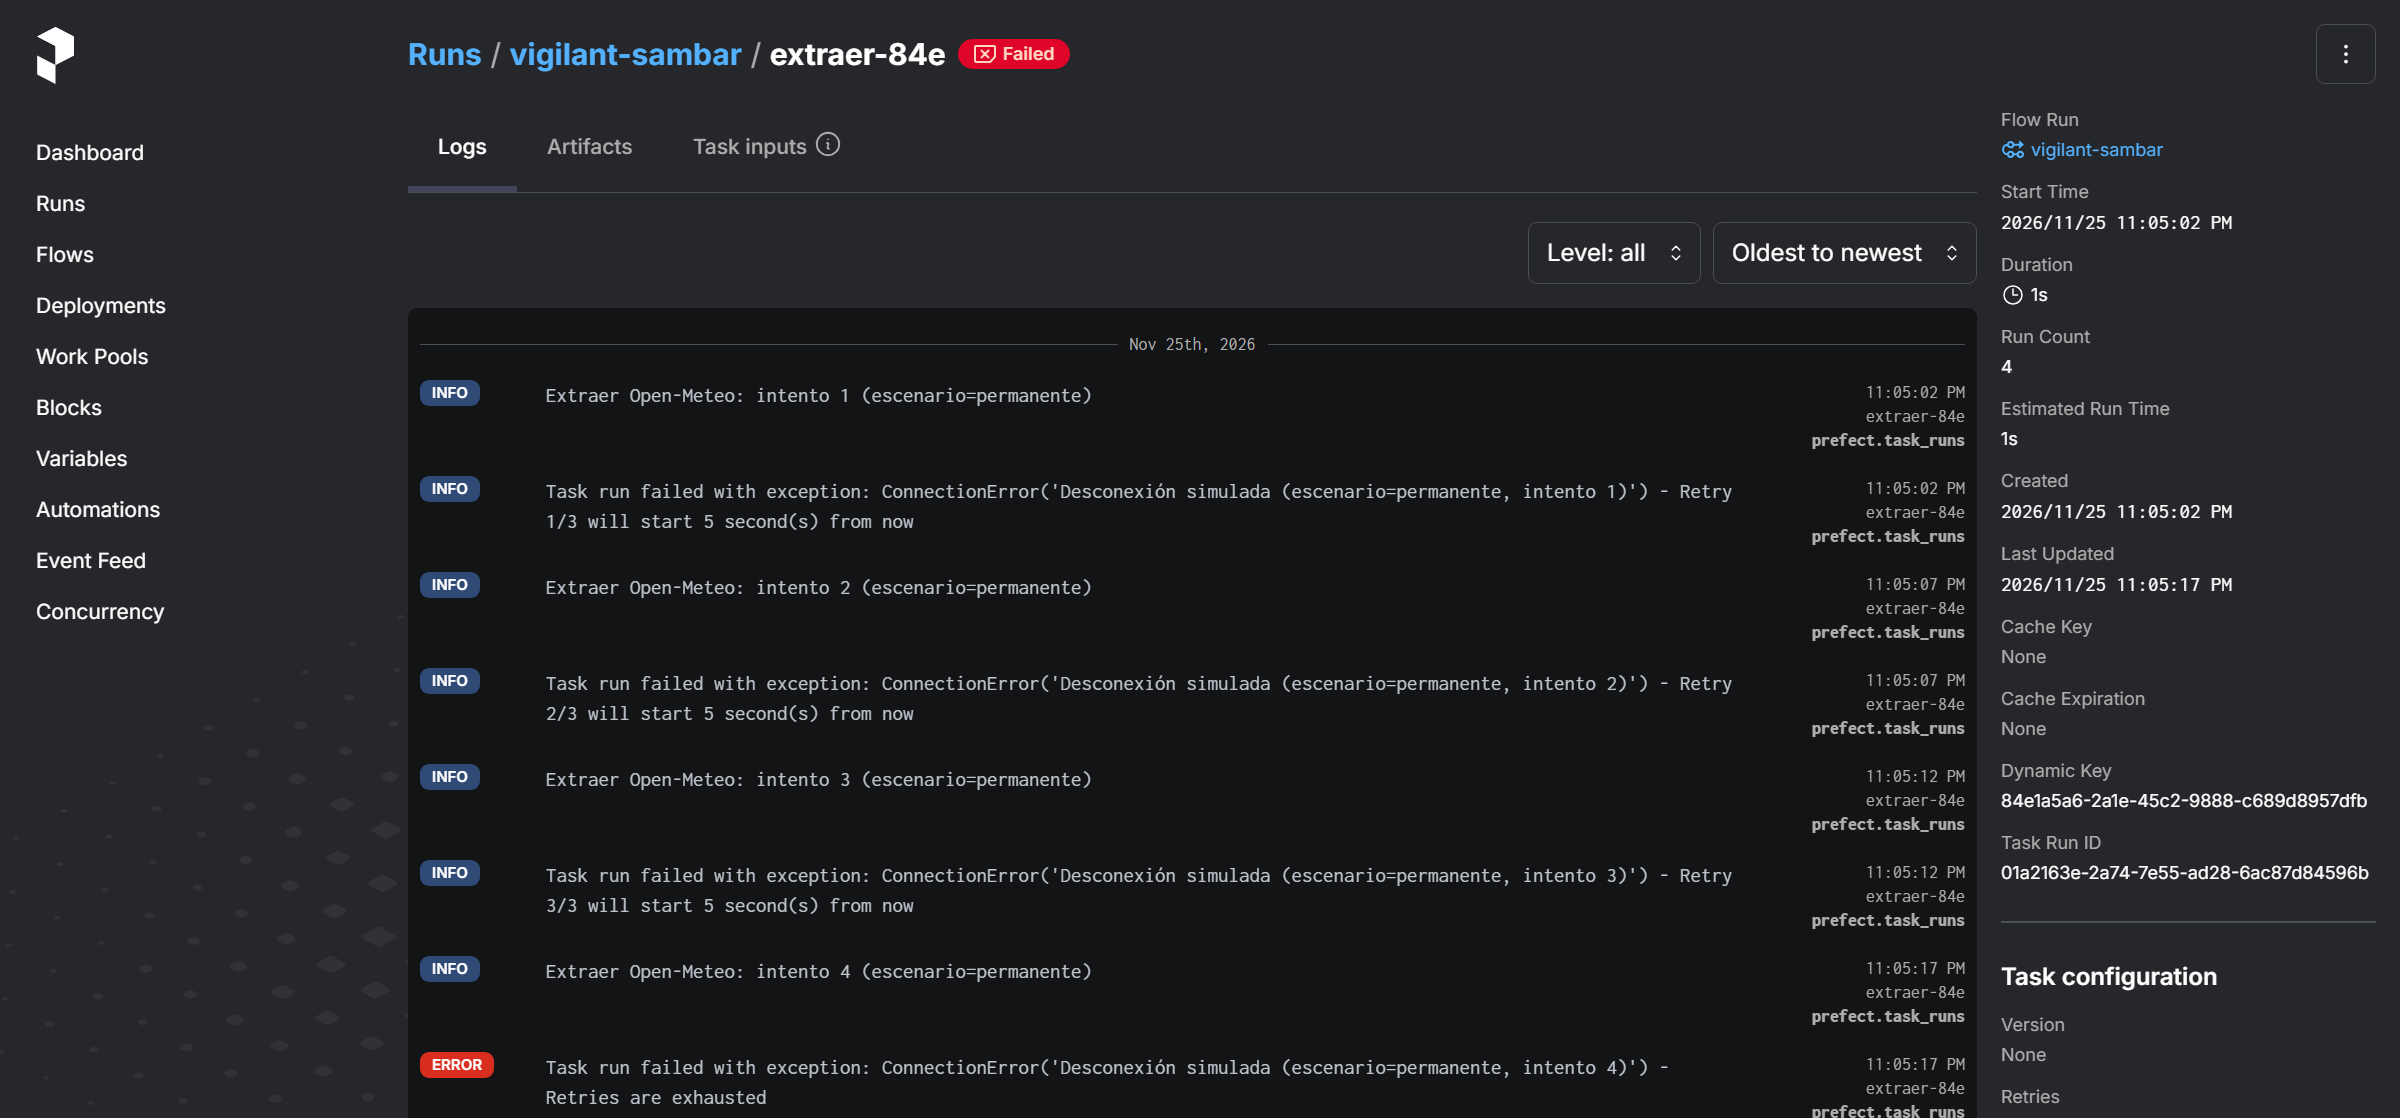 Runs / vigilant-sambar / extraer-84e Failed
Dashboard
Runs
Flows
Deployments
Work Pools
Blocks
Variables
Automations
Event Feed
Concurrency
Logs Artifacts Task inputs
Level: all Oldest to newest
Nov 25th, 2026
INFO Extraer Open-Meteo: intento 1 (escenario=permanente) 11:05:02 PM
extraer-84e
prefect.task_runs
INFO Task run failed with exception: ConnectionError('Desconexión simulada (escenario=permanente, intento 1)') - Retry 11:05:02 PM
1/3 will start 5 second(s) from now extraer-84e
prefect.task_runs
INFO Extraer Open-Meteo: intento 2 (escenario=permanente) 11:05:07 PM
extraer-84e
prefect.task_runs
INFO Task run failed with exception: ConnectionError('Desconexión simulada (escenario=permanente, intento 2)') - Retry 11:05:07 PM
2/3 will start 5 second(s) from now extraer-84e
prefect.task_runs
INFO Extraer Open-Meteo: intento 3 (escenario=permanente) 11:05:12 PM
extraer-84e
prefect.task_runs
INFO Task run failed with exception: ConnectionError('Desconexión simulada (escenario=permanente, intento 3)') - Retry 11:05:12 PM
3/3 will start 5 second(s) from now extraer-84e
prefect.task_runs
INFO Extraer Open-Meteo: intento 4 (escenario=permanente) 11:05:17 PM
extraer-84e
prefect.task_runs
ERROR Task run failed with exception: ConnectionError('Desconexión simulada (escenario=permanente, intento 4)') - 11:05:17 PM
Retries are exhausted extraer-84e
prefect.task_runs
Flow Run
vigilant-sambar
Start Time
2026/11/25 11:05:02 PM
Duration
1s
Run Count
4
Estimated Run Time
1s
Created
2026/11/25 11:05:02 PM
Last Updated
2026/11/25 11:05:17 PM
Cache Key
None
Cache Expiration
None
Dynamic Key
84e1a5a6-2a1e-45c2-9888-c689d8957dfb
Task Run ID
01a2163e-2a74-7e55-ad28-6ac87d84596b
Task configuration
Version
None
Retries